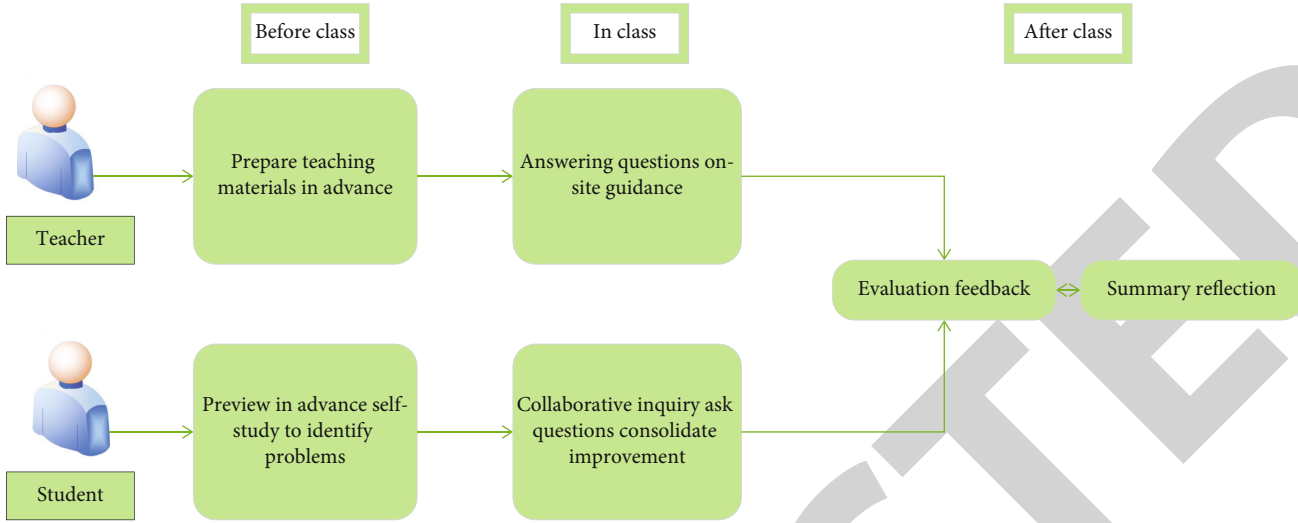 Before class
In class
After class
Prepare teaching
materials in advance
Answering questions on-
site guidance
Teacher
Evaluation feedback
Summary reflection
Preview in advance self-
study to identify
problems
Collaborative inquiry ask
questions consolidate
improvement
Student